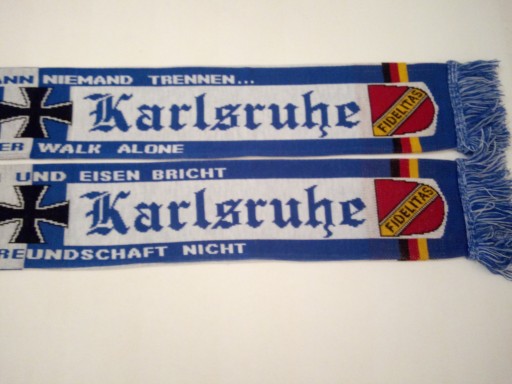 ANN NIEMAND TRENNEN...
Karlsruhe
FIDELITAS
ER WALK ALONE
UND EISEN BRICHT
Karlsruhe
FIDELITAS
REUNDSCHAFT NICHT